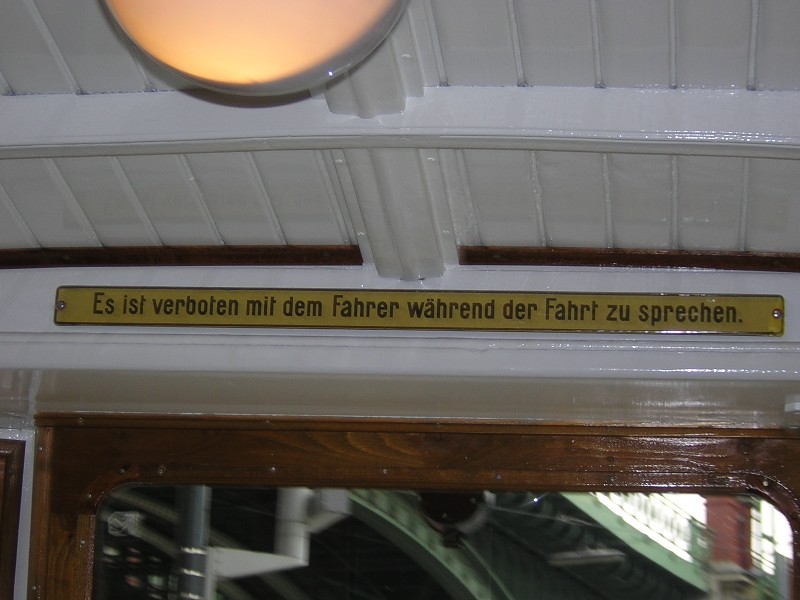 Es ist verboten mit dem Fahrer während der Fahrt zu sprechen.